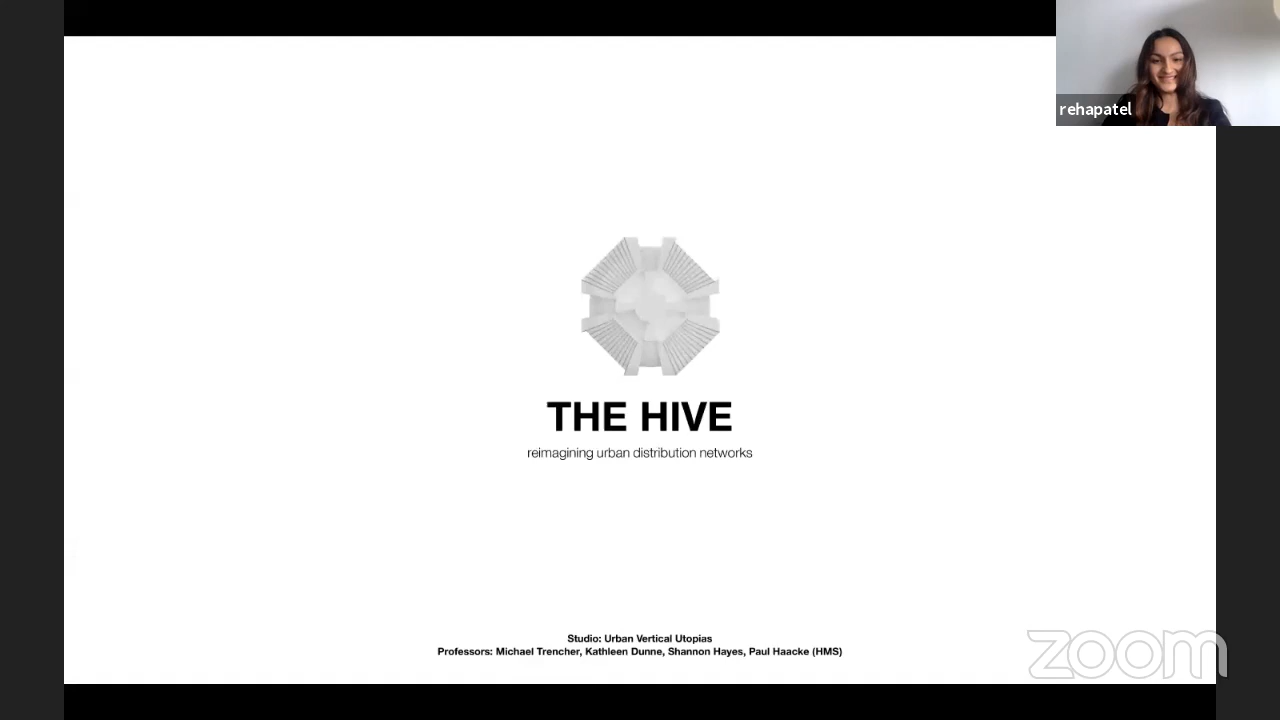 rehapatel
THE HIVE
reimagining urban distribution networks
Studio: Urban Vertical Utopias
Professors: Michael Trencher, Kathleen Dunne, Shannon Hayes, Paul Haacke (HMS)
zoom